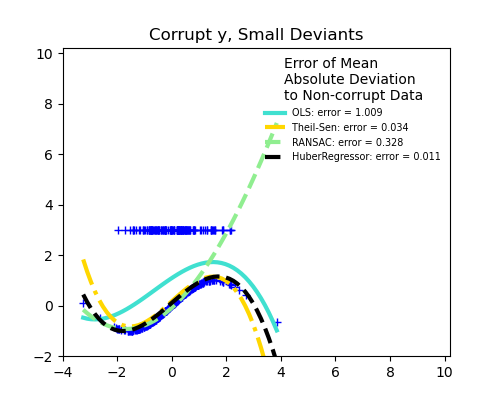 Corrupt y, Small Deviants
Error of Mean
Absolute Deviation
to Non-corrupt Data
OLS: error = 1.009
Theil-Sen: error = 0.034
RANSAC: error = 0.328
HuberRegressor: error = 0.011
10
8
6
4
2
0
−2
−4 −2 0 2 4 6 8 10